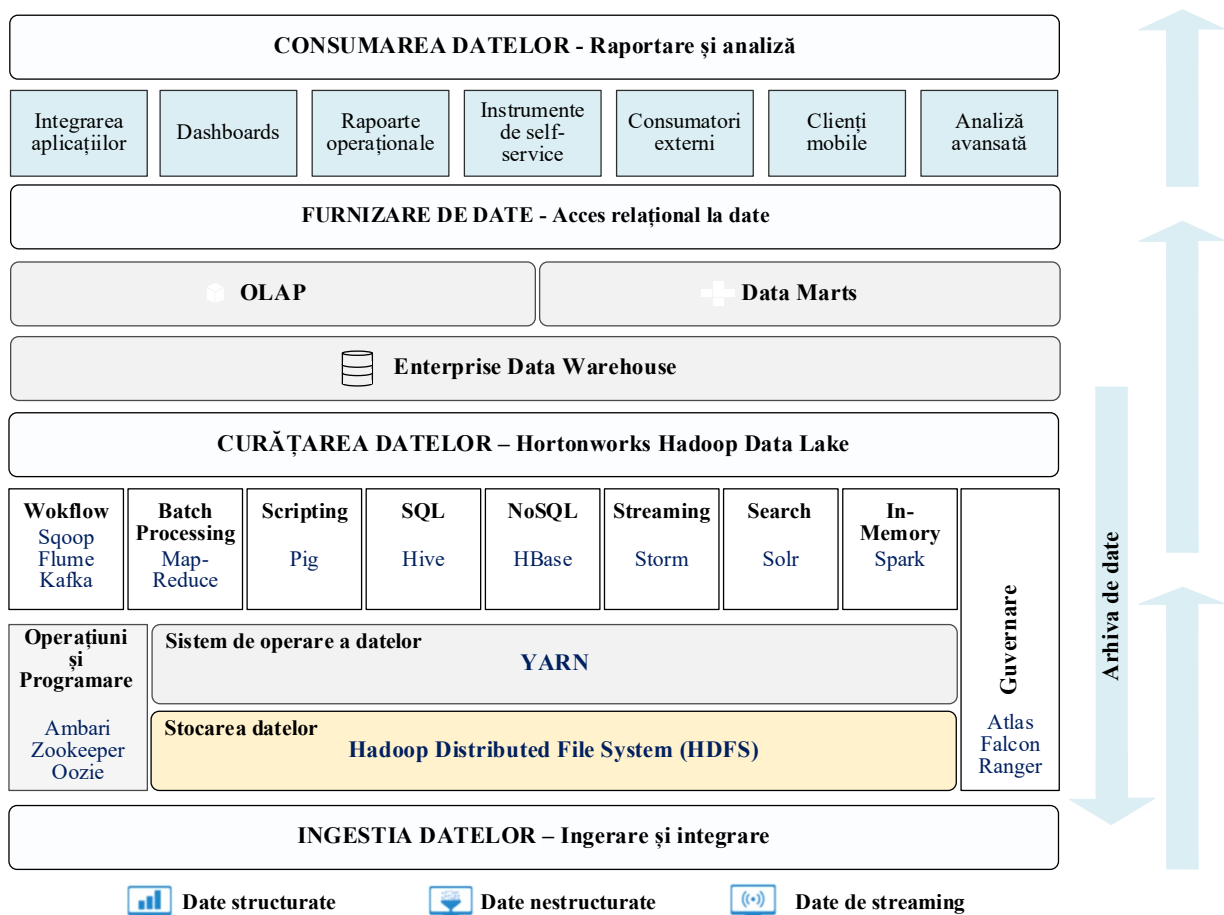 CONSUMAREA DATELOR - Raportare și analiză
Integrarea
aplicațiilor
Dashboards
Rapoarte
operaționale
Instrumente
de self-
service
Consumatori
externi
Clienți
mobile
Analiză
avansată
FURNIZARE DE DATE - Acces relațional la date
OLAP
Data Marts
Enterprise Data Warehouse
CURĂȚAREA DATELOR – Hortonworks Hadoop Data Lake
Wokflow
Sqoop
Flume
Kafka
Batch
Processing
Map-
Reduce
Scripting
Pig
SQL
Hive
NoSQL
HBase
Streaming
Storm
Search
Solr
In-
Memory
Spark
Guvernare
Atlas
Falcon
Ranger
Arhiva de date
Operațiuni
și
Programare
Ambari
Zookeeper
Oozie
Sistem de operare a datelor
YARN
Stocarea datelor
Hadoop Distributed File System (HDFS)
INGESTIA DATELOR – Ingerare și integrare
Date structurate
Date nestructurate
Date de streaming